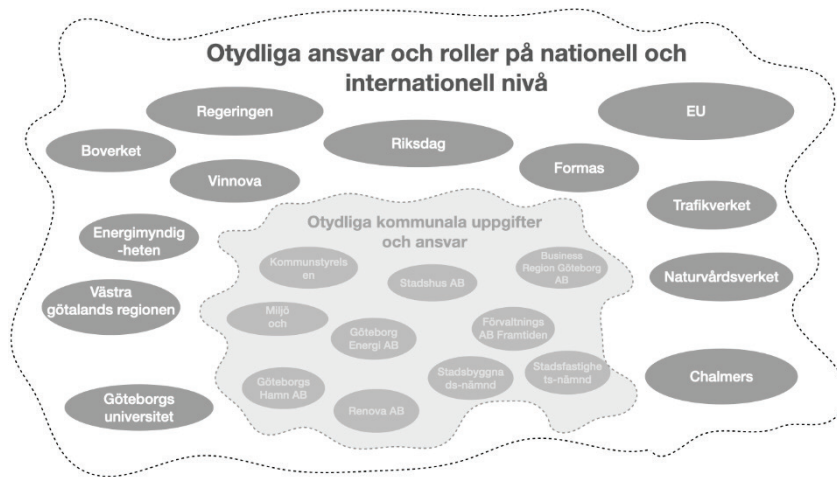 Otydliga ansvar och roller på nationell och
internationell nivå
Regeringen
EU
Boverket
Riksdag
Vinnova
Formas
Trafikverket
Energimyndig
-heten
Otydliga kommunala uppgifter
och ansvar
Kommunstyrels
en
Stadshus AB
Business
Region Göteborg
AB
Naturvårdsverket
Västra
götalands regionen
Miljö
och
Göteborg
Energi AB
Förvaltnings
AB Framtiden
Göteborgs
Hamn AB
Renova AB
Stadsbyggna
ds-nämnd
Stadsfastighe
ts-nämnd
Chalmers
Göteborgs
universitet